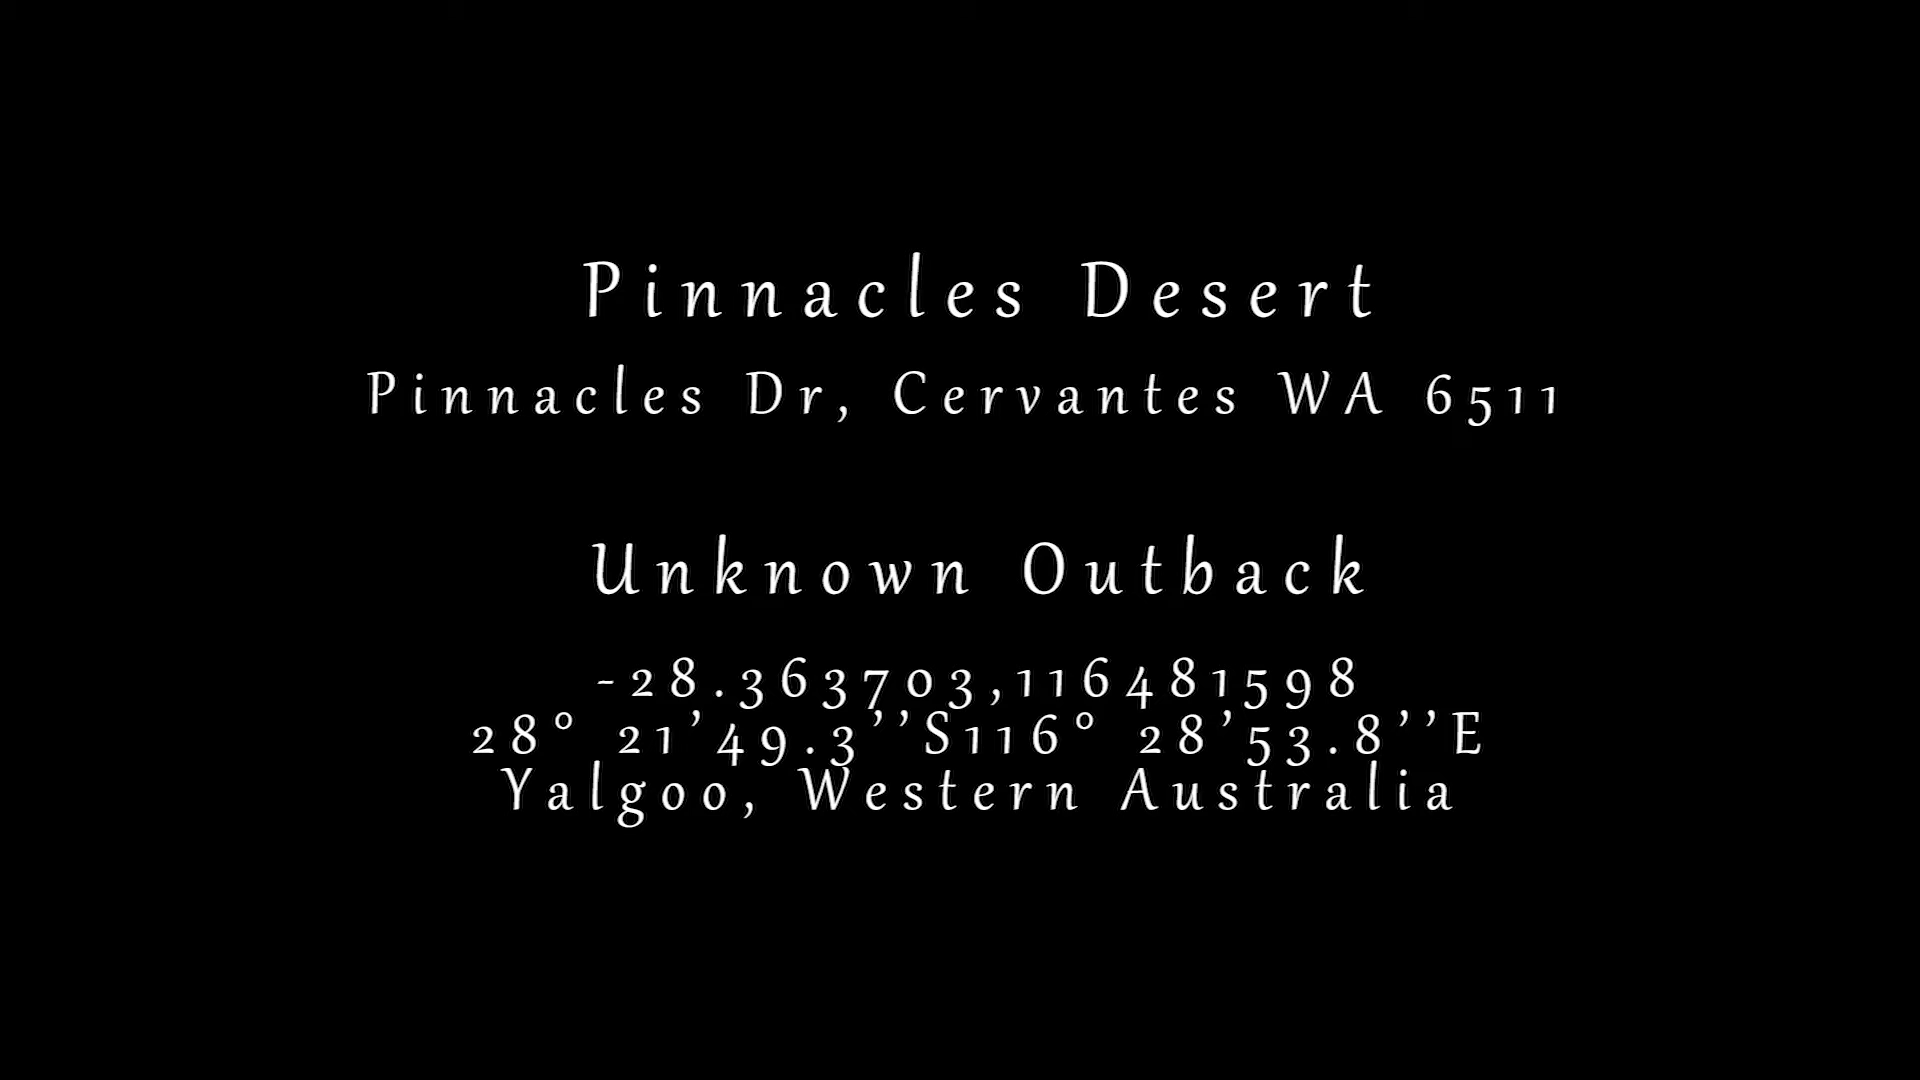 Pinnacles Desert
Pinnacles Dr, Cervantes WA 6511
Unknown Outback
-28.363703,116481598
28° 21’49.3’’S116° 28’53.8’’E
Yalgoo, Western Australia